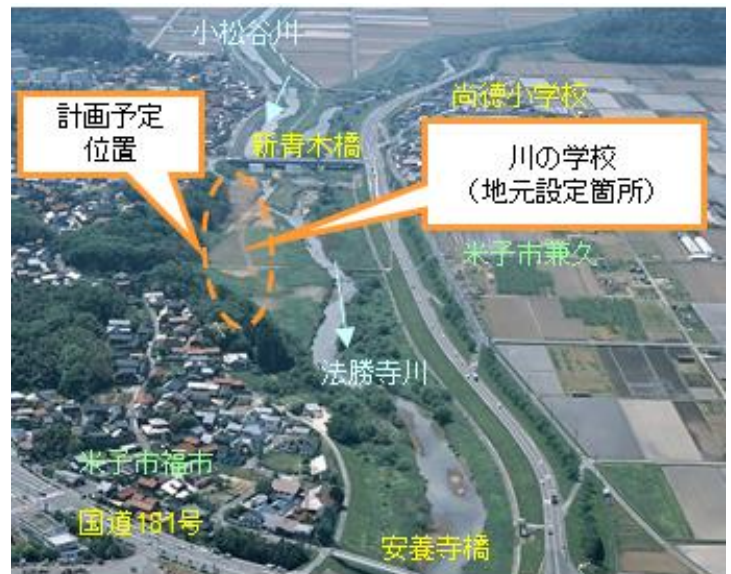 小松谷川
尚徳小学校
計画予定
位置
新青木橋
川の学校
（地元設定箇所）
米子市兼久
法勝寺川
米子市福市
国道181号
安養寺橋